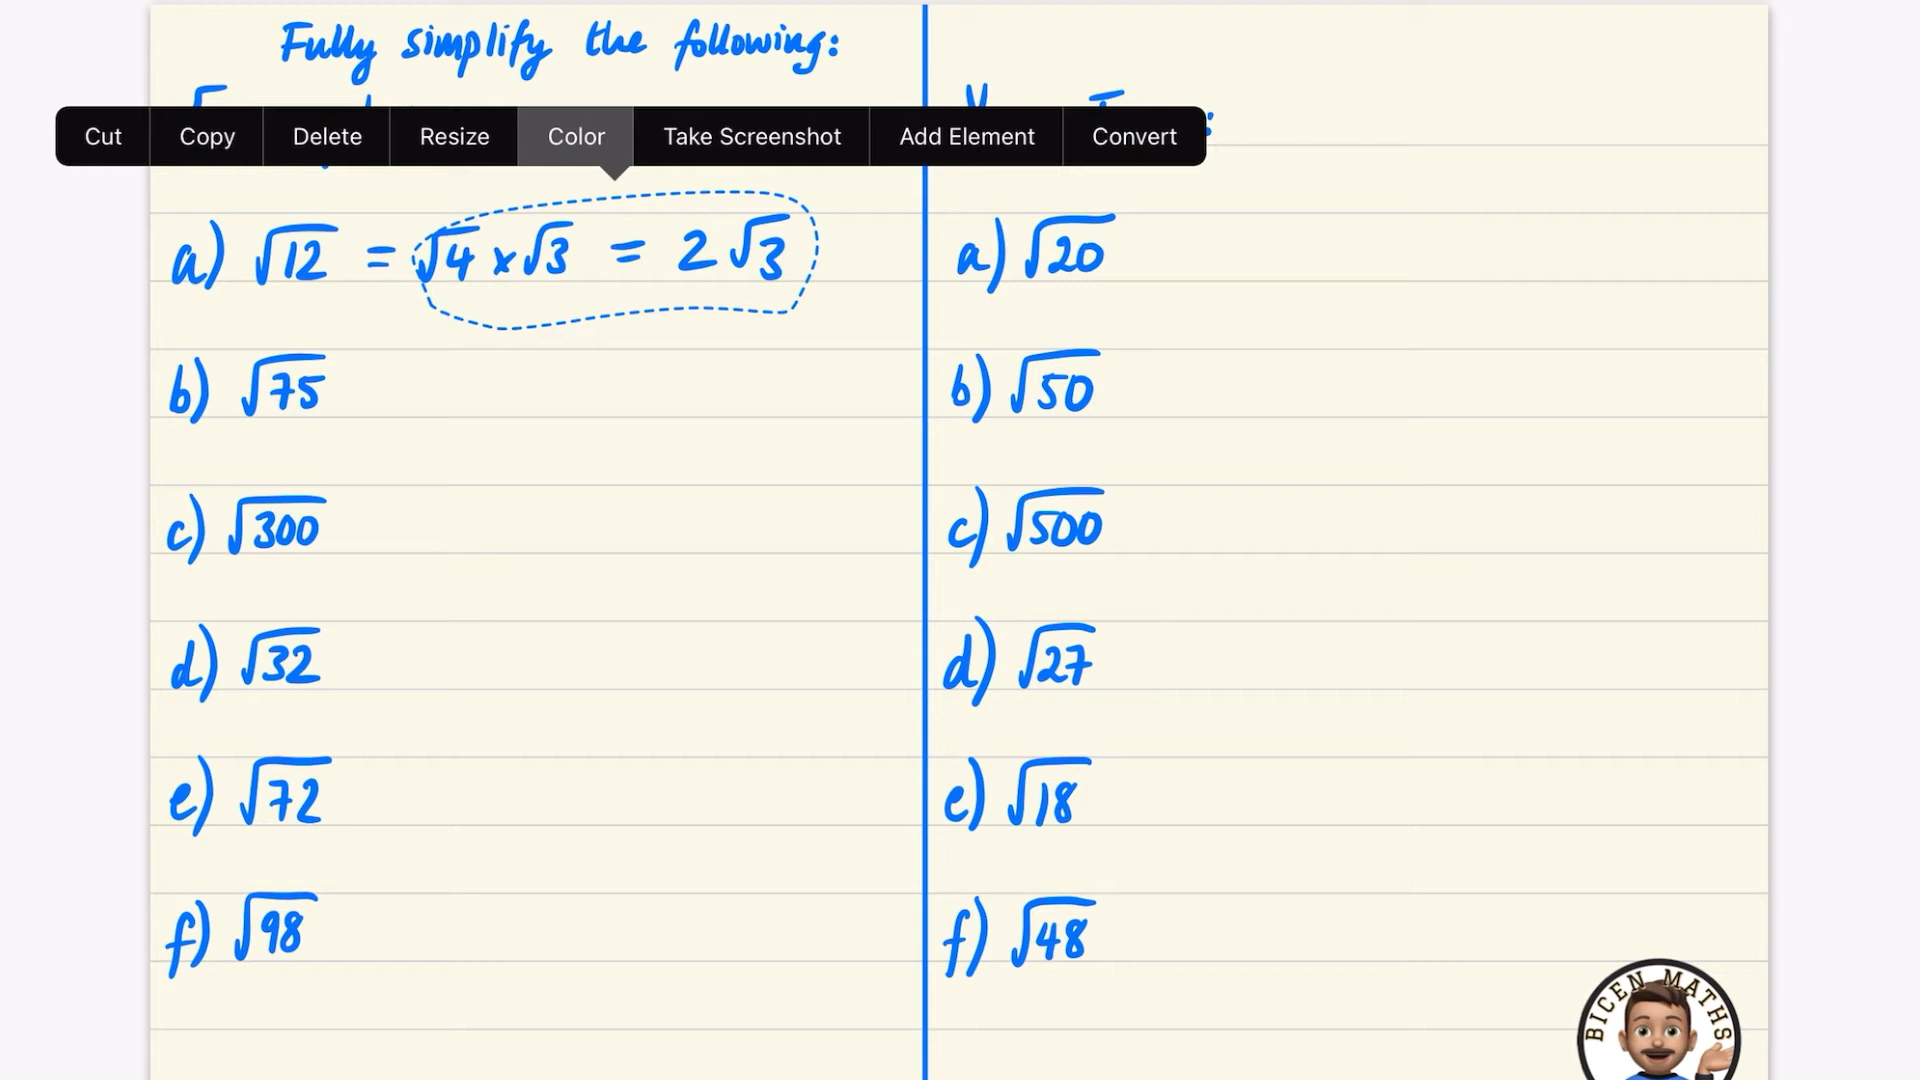 Fully simplify the following:
Cut Copy Delete Resize Color Take Screenshot Add Element Convert
a) √12 = √4 × √3 = 2√3
b) √75
c) √300
d) √32
e) √72
f) √98
a) √20
b) √50
c) √500
d) √27
e) √18
f) √48
BICEN MATHS